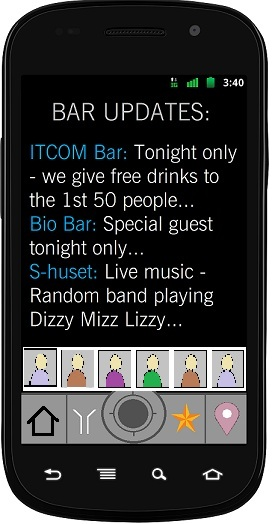 3:40
BAR UPDATES:
ITCOM Bar: Tonight only
- we give free drinks to
the 1st 50 people...
Bio Bar: Special guest
tonight only...
S-huset: Live music -
Random band playing
Dizzy Mizz Lizzy...